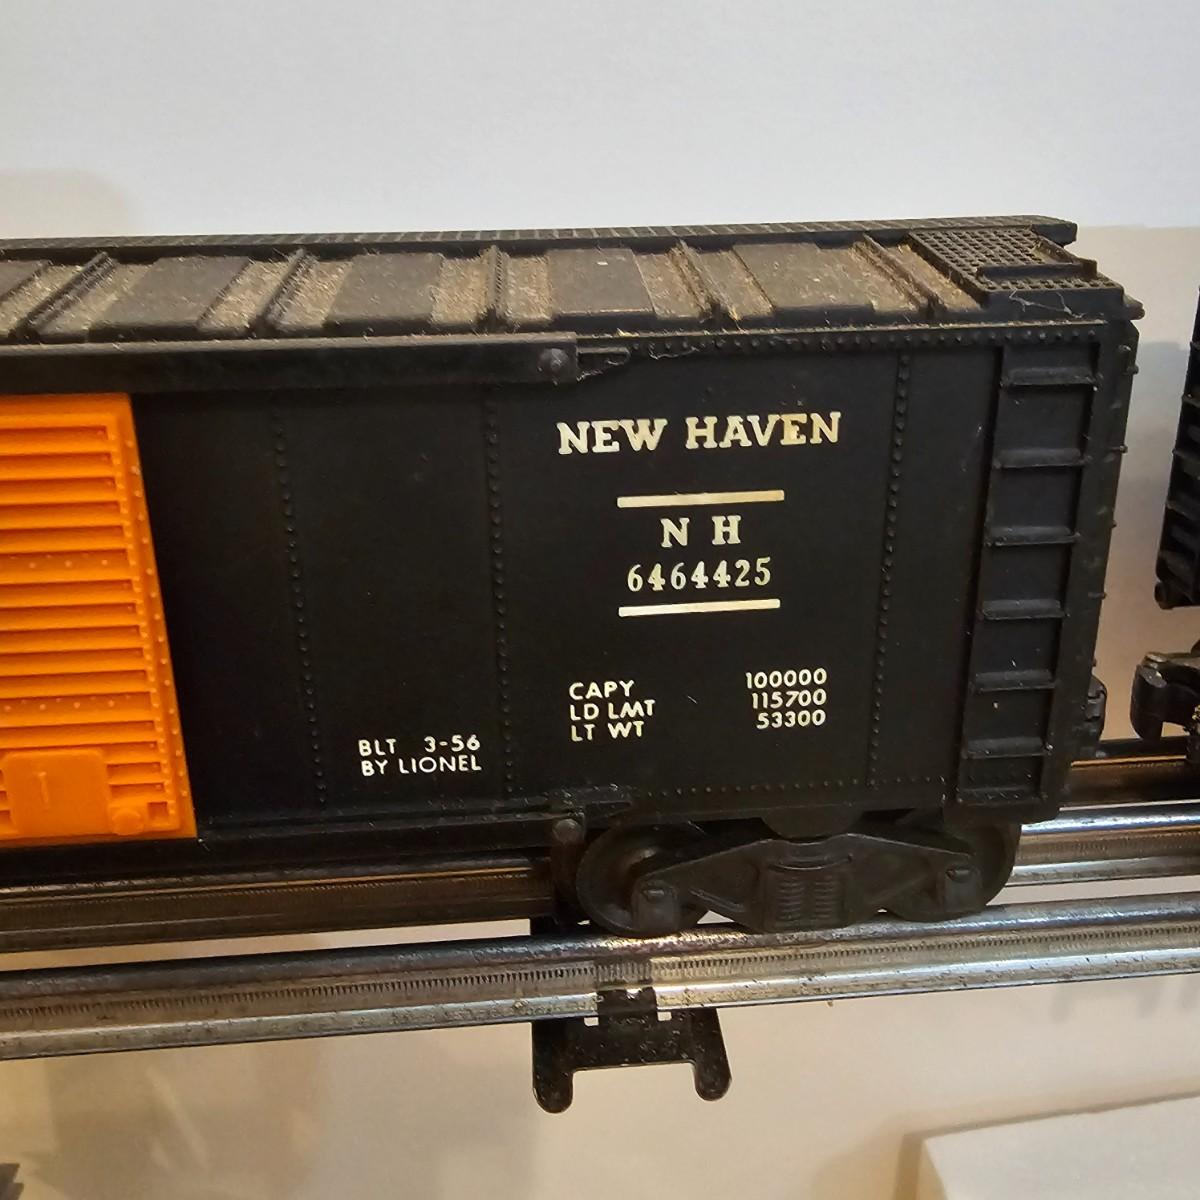 NEW HAVEN
N H
6464425
CAPY 100000
LD LMT 115700
LT WT 53300
BLT 3-56
BY LIONEL